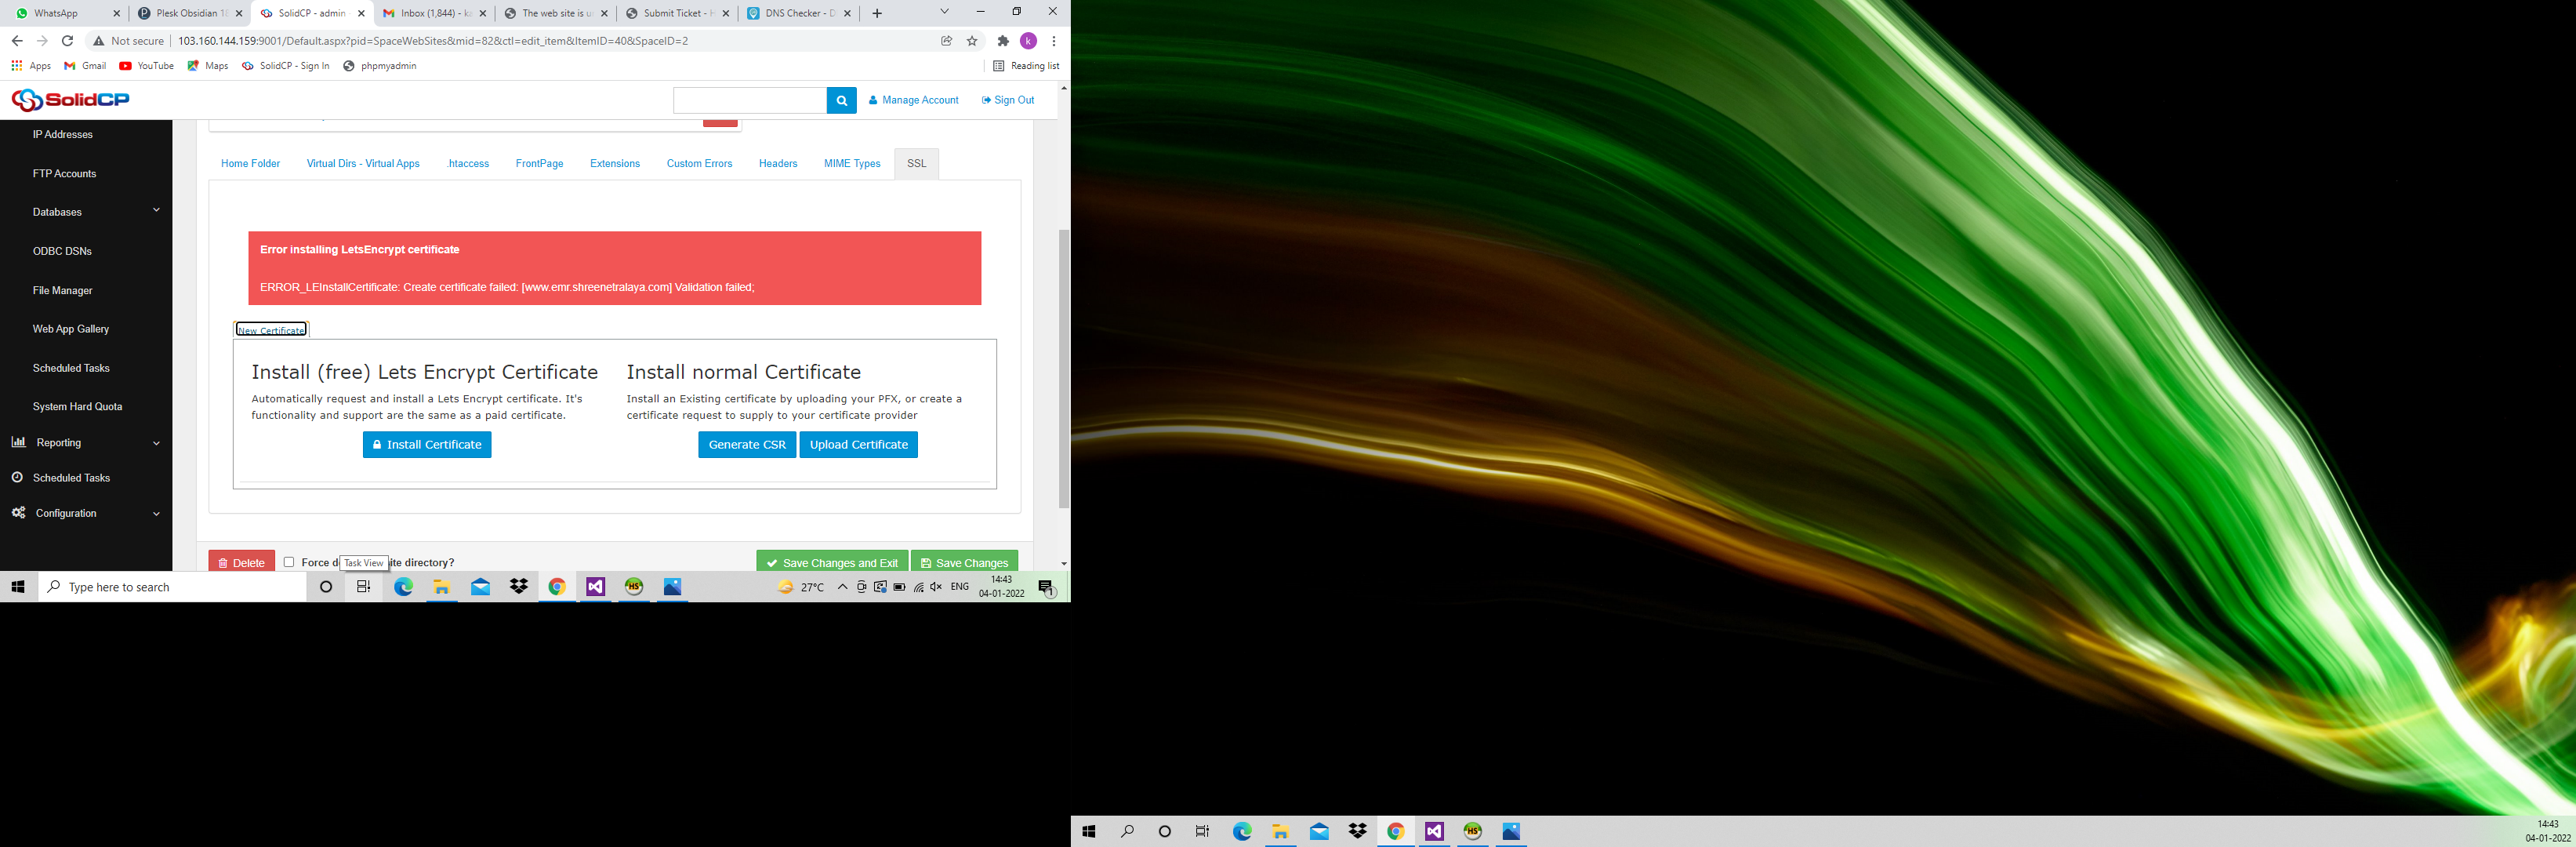 WhatsApp
Plesk Obsidian 18
SolidCP - admin
Inbox (1,844) - ka
The web site is u
Submit Ticket - H
DNS Checker - D
Not secure
103.160.144.159:9001/Default.aspx?pid=SpaceWebSites&mid=82&ctl=edit_item&ItemID=40&SpaceID=2
k
Apps
Gmail
YouTube
Maps
SolidCP - Sign In
phpmyadmin
Reading list
SolidCP
Manage Account
Sign Out
IP Addresses
FTP Accounts
Databases
ODBC DSNs
File Manager
Web App Gallery
Scheduled Tasks
System Hard Quota
Reporting
Scheduled Tasks
Configuration
Home Folder
Virtual Dirs - Virtual Apps
.htaccess
FrontPage
Extensions
Custom Errors
Headers
MIME Types
SSL
Error installing LetsEncrypt certificate
ERROR_LEInstallCertificate: Create certificate failed: [www.emr.shreenetralaya.com] Validation failed;
New Certificate
Install (free) Lets Encrypt Certificate
Automatically request and install a Lets Encrypt certificate. It's
functionality and support are the same as a paid certificate.
Install Certificate
Install normal Certificate
Install an Existing certificate by uploading your PFX, or create a
certificate request to supply to your certificate provider
Generate CSR
Upload Certificate
Delete
Force d
Task View
ite directory?
Save Changes and Exit
Save Changes
Type here to search
HS
27°C
ENG
14:43
04-01-2022
1
HS
14:43
04-01-2022